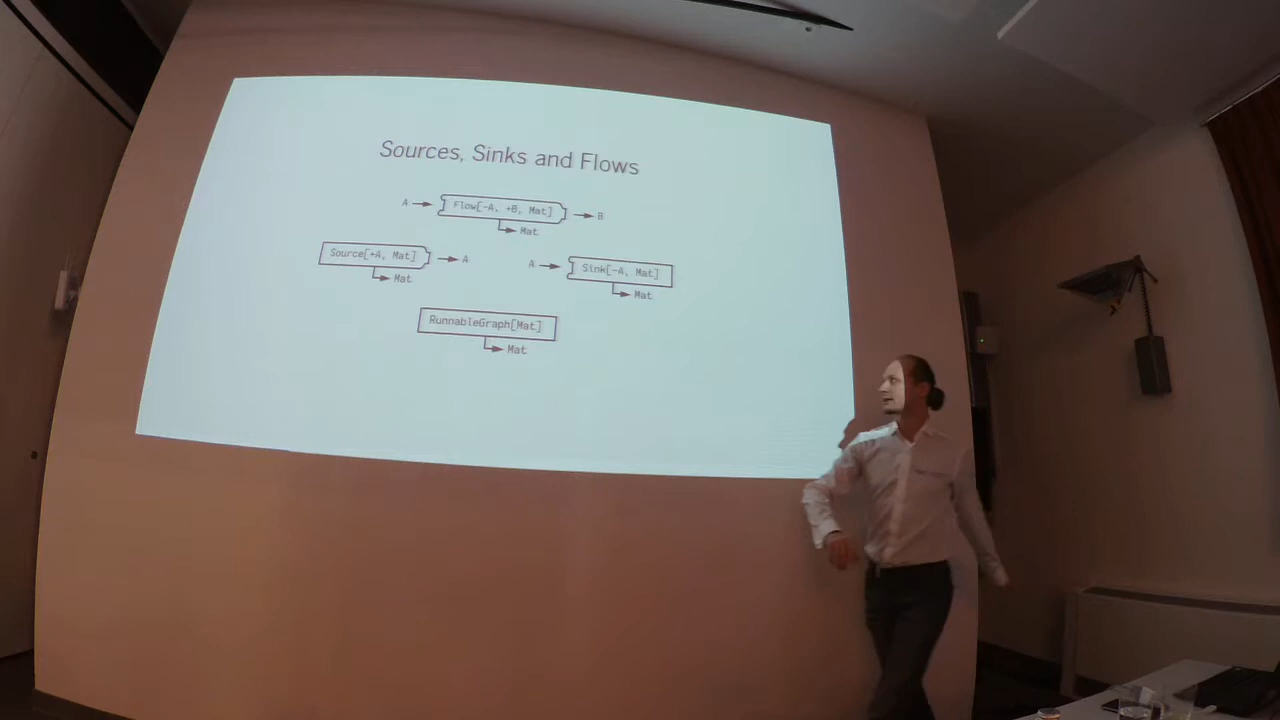 Sources, Sinks and Flows
A → Flow[-A, +B, Mat] → B
Mat
Source[+A, Mat] → A
Mat
A → Sink[-A, Mat]
Mat
RunnableGraph[Mat]
Mat